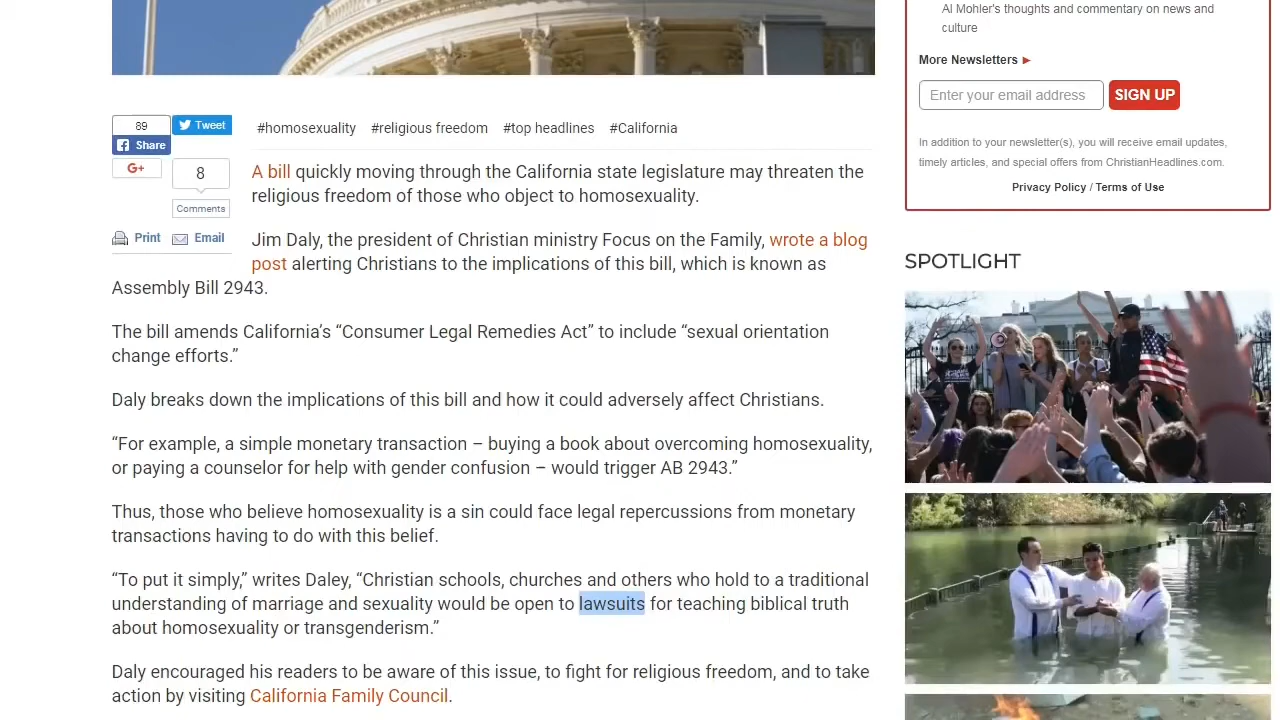 Al Mohler's thoughts and commentary on news and
culture
More Newsletters ▶
Enter your email address
SIGN UP
In addition to your newsletter(s), you will receive email updates,
timely articles, and special offers from ChristianHeadlines.com.
Privacy Policy / Terms of Use
89
Share
Tweet
G+
8
Comments
Print
Email
#homosexuality #religious freedom #top headlines #California
A bill quickly moving through the California state legislature may threaten the
religious freedom of those who object to homosexuality.
Jim Daly, the president of Christian ministry Focus on the Family, wrote a blog
post alerting Christians to the implications of this bill, which is known as
Assembly Bill 2943.
The bill amends California’s “Consumer Legal Remedies Act” to include “sexual orientation
change efforts.”
Daly breaks down the implications of this bill and how it could adversely affect Christians.
“For example, a simple monetary transaction – buying a book about overcoming homosexuality,
or paying a counselor for help with gender confusion – would trigger AB 2943.”
Thus, those who believe homosexuality is a sin could face legal repercussions from monetary
transactions having to do with this belief.
“To put it simply,” writes Daley, “Christian schools, churches and others who hold to a traditional
understanding of marriage and sexuality would be open to lawsuits for teaching biblical truth
about homosexuality or transgenderism.”
Daly encouraged his readers to be aware of this issue, to fight for religious freedom, and to take
action by visiting California Family Council.
SPOTLIGHT